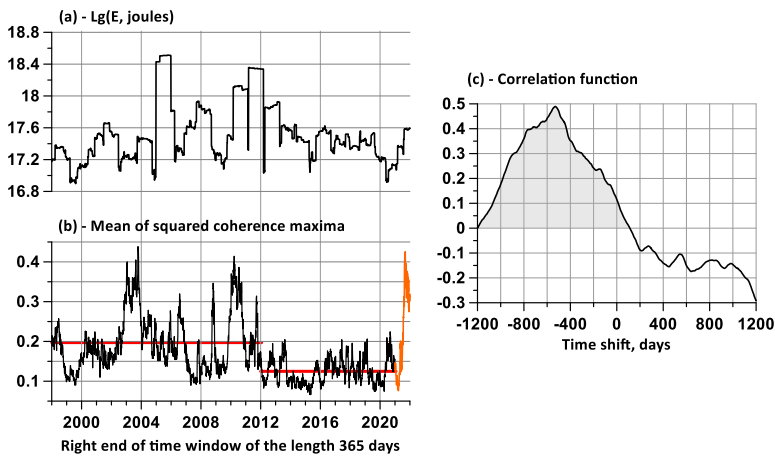 (a) - Lg(E, joules)
18.8
18.4
18
17.6
17.2
16.8
(b) - Mean of squared coherence maxima
0.4
0.3
0.2
0.1
2000 2004 2008 2012 2016 2020
Right end of time window of the length 365 days
(c) - Correlation function
0.5
0.4
0.3
0.2
0.1
0
-0.1
-0.2
-0.3
-1200 -800 -400 0 400 800 1200
Time shift, days